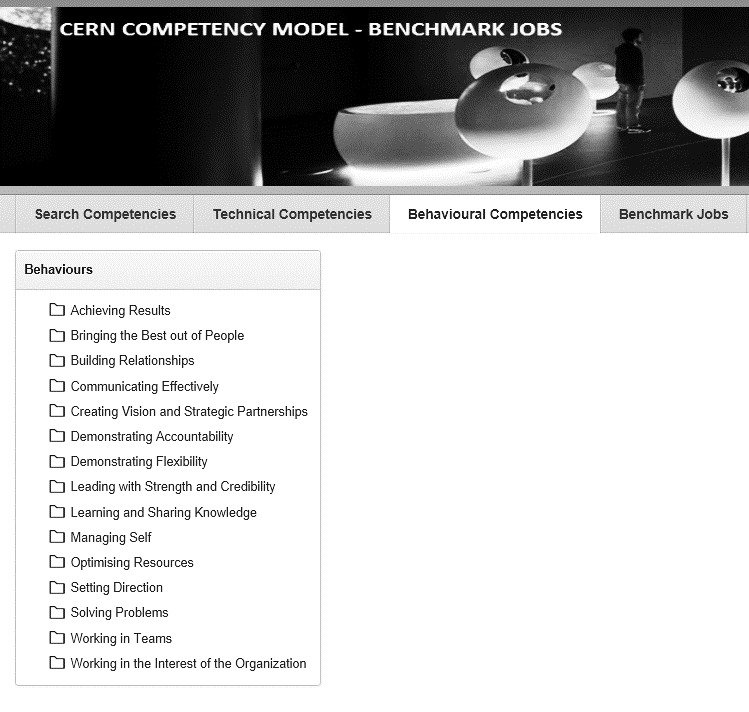 CERN COMPETENCY MODEL - BENCHMARK JOBS
Search Competencies
Technical Competencies
Behavioural Competencies
Benchmark Jobs
Behaviours
Achieving Results
Bringing the Best out of People
Building Relationships
Communicating Effectively
Creating Vision and Strategic Partnerships
Demonstrating Accountability
Demonstrating Flexibility
Leading with Strength and Credibility
Learning and Sharing Knowledge
Managing Self
Optimising Resources
Setting Direction
Solving Problems
Working in Teams
Working in the Interest of the Organization